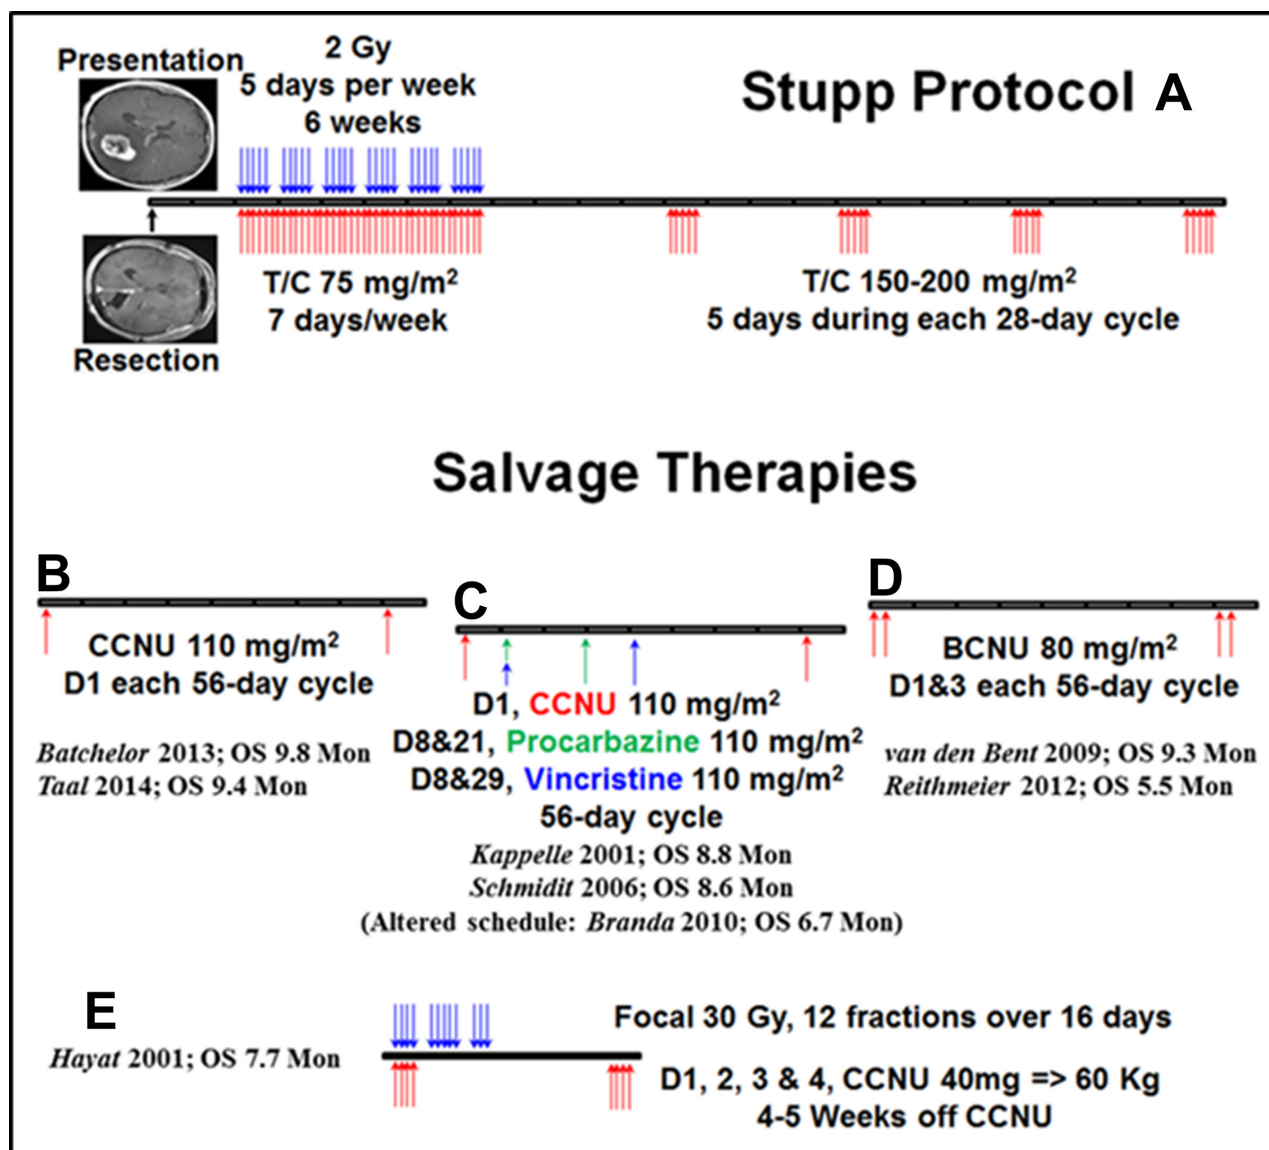 Presentation
2 Gy
5 days per week
6 weeks
Stupp Protocol A
T/C 75 mg/m²
7 days/week
T/C 150-200 mg/m²
5 days during each 28-day cycle
Resection
Salvage Therapies
B
CCNU 110 mg/m²
D1 each 56-day cycle
Batchelor 2013; OS 9.8 Mon
Taal 2014; OS 9.4 Mon
C
D1, CCNU 110 mg/m²
D8&21, Procarbazine 110 mg/m²
D8&29, Vincristine 110 mg/m²
56-day cycle
Kappelle 2001; OS 8.8 Mon
Schmidit 2006; OS 8.6 Mon
(Altered schedule: Branda 2010; OS 6.7 Mon)
D
BCNU 80 mg/m²
D1&3 each 56-day cycle
van den Bent 2009; OS 9.3 Mon
Reithmeier 2012; OS 5.5 Mon
E
Hayat 2001; OS 7.7 Mon
Focal 30 Gy, 12 fractions over 16 days
D1, 2, 3 & 4, CCNU 40mg => 60 Kg
4-5 Weeks off CCNU